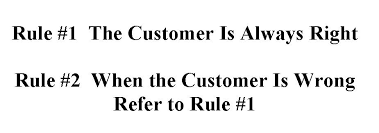 Rule #1 The Customer Is Always Right
Rule #2 When the Customer Is Wrong
Refer to Rule #1